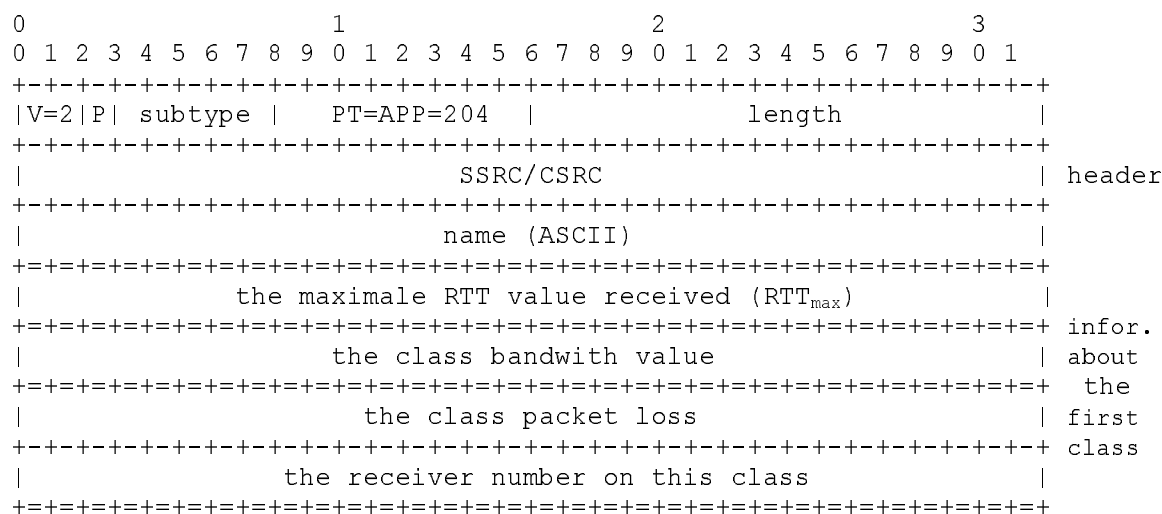 0                   1                   2                   3
0 1 2 3 4 5 6 7 8 9 0 1 2 3 4 5 6 7 8 9 0 1 2 3 4 5 6 7 8 9 0 1
+-+-+-+-+-+-+-+-+-+-+-+-+-+-+-+-+-+-+-+-+-+-+-+-+-+-+-+-+-+-+-+-+
|V=2|P| subtype |   PT=APP=204  |             length            |
+-+-+-+-+-+-+-+-+-+-+-+-+-+-+-+-+-+-+-+-+-+-+-+-+-+-+-+-+-+-+-+-+
|                           SSRC/CSRC                           | header
+-+-+-+-+-+-+-+-+-+-+-+-+-+-+-+-+-+-+-+-+-+-+-+-+-+-+-+-+-+-+-+-+
|                          name (ASCII)                         |
+=+=+=+=+=+=+=+=+=+=+=+=+=+=+=+=+=+=+=+=+=+=+=+=+=+=+=+=+=+=+=+=+
|             the maximale RTT value received (RTTmax)            |
+=+=+=+=+=+=+=+=+=+=+=+=+=+=+=+=+=+=+=+=+=+=+=+=+=+=+=+=+=+=+=+=+ infor.
|                   the class bandwith value                    | about
+=+=+=+=+=+=+=+=+=+=+=+=+=+=+=+=+=+=+=+=+=+=+=+=+=+=+=+=+=+=+=+=+ the
|                     the class packet loss                     | first
+-+-+-+-+-+-+-+-+-+-+-+-+-+-+-+-+-+-+-+-+-+-+-+-+-+-+-+-+-+-+-+-+ class
|                the receiver number on this class              |
+=+=+=+=+=+=+=+=+=+=+=+=+=+=+=+=+=+=+=+=+=+=+=+=+=+=+=+=+=+=+=+=+